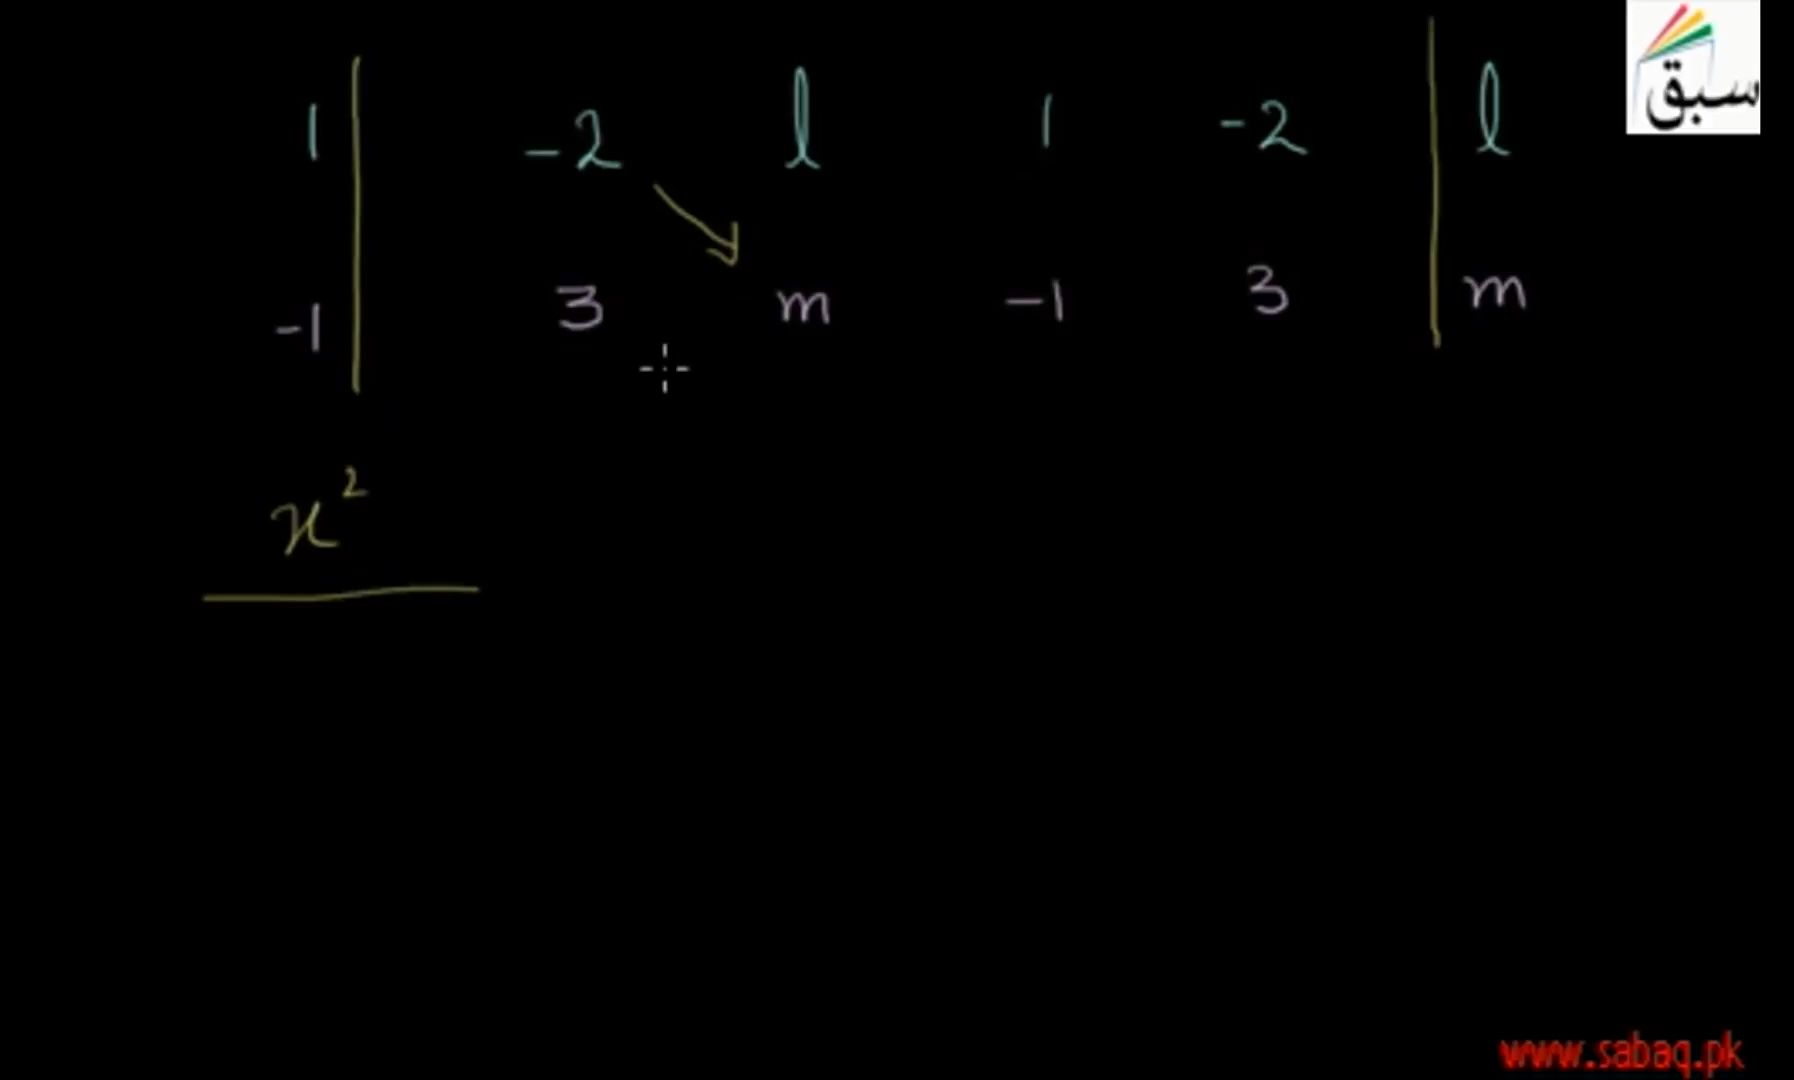 سبق
1 | -2 l 1 -2 | l
-1 | 3 m -1 3 | m
x²
www.sabaq.pk